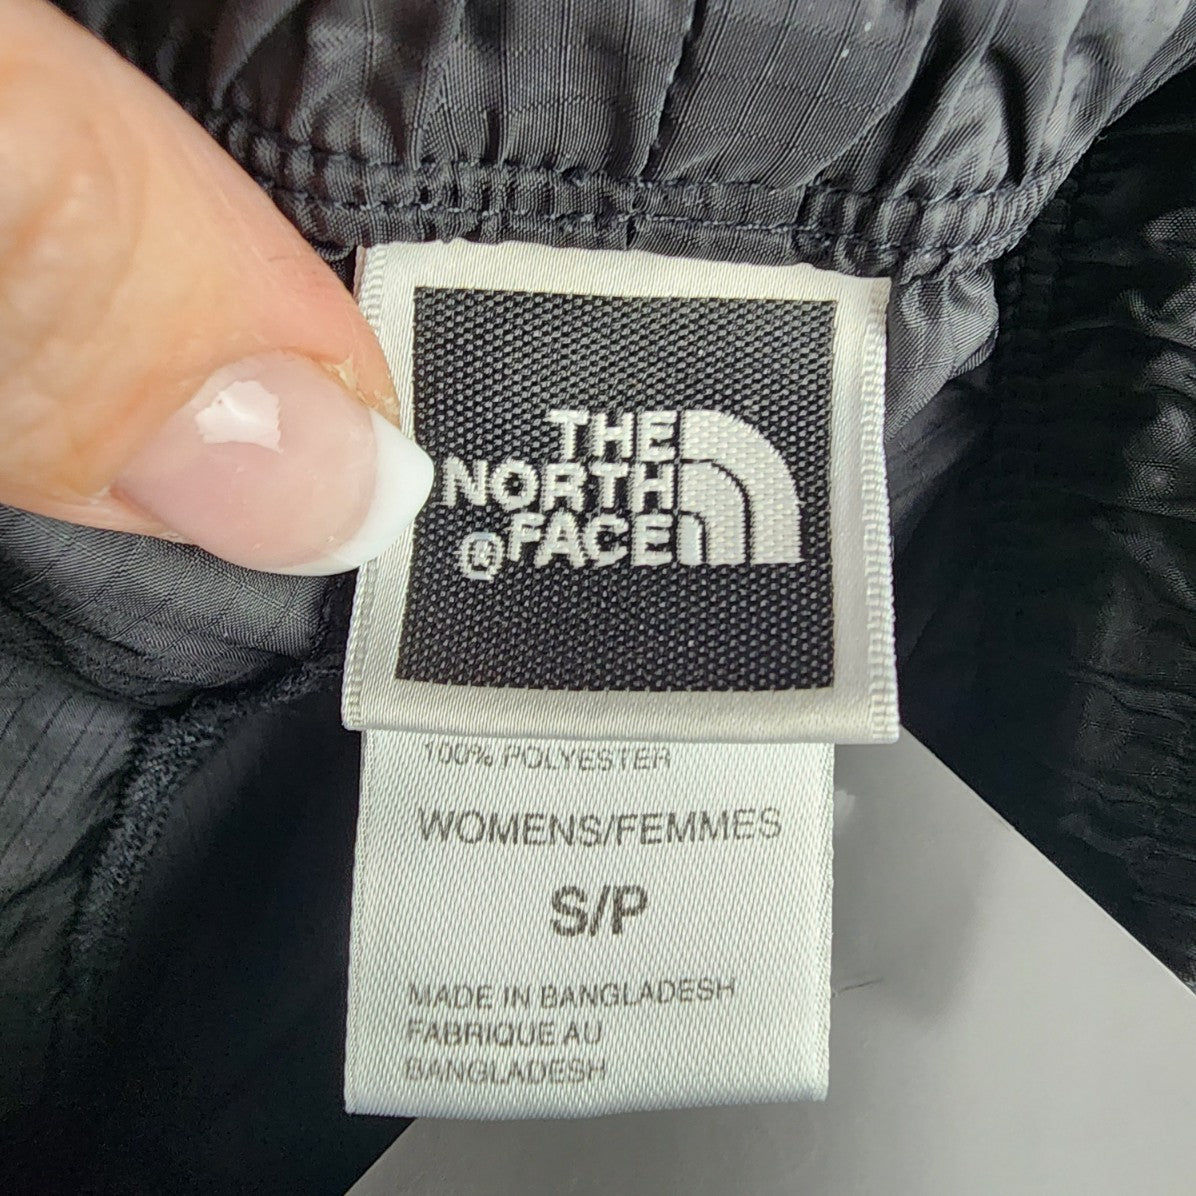 THE
NORTH
® FACE
100% POLYESTER
WOMENS/FEMMES
S/P
MADE IN BANGLADESH
FABRIQUE AU
BANGLADESH